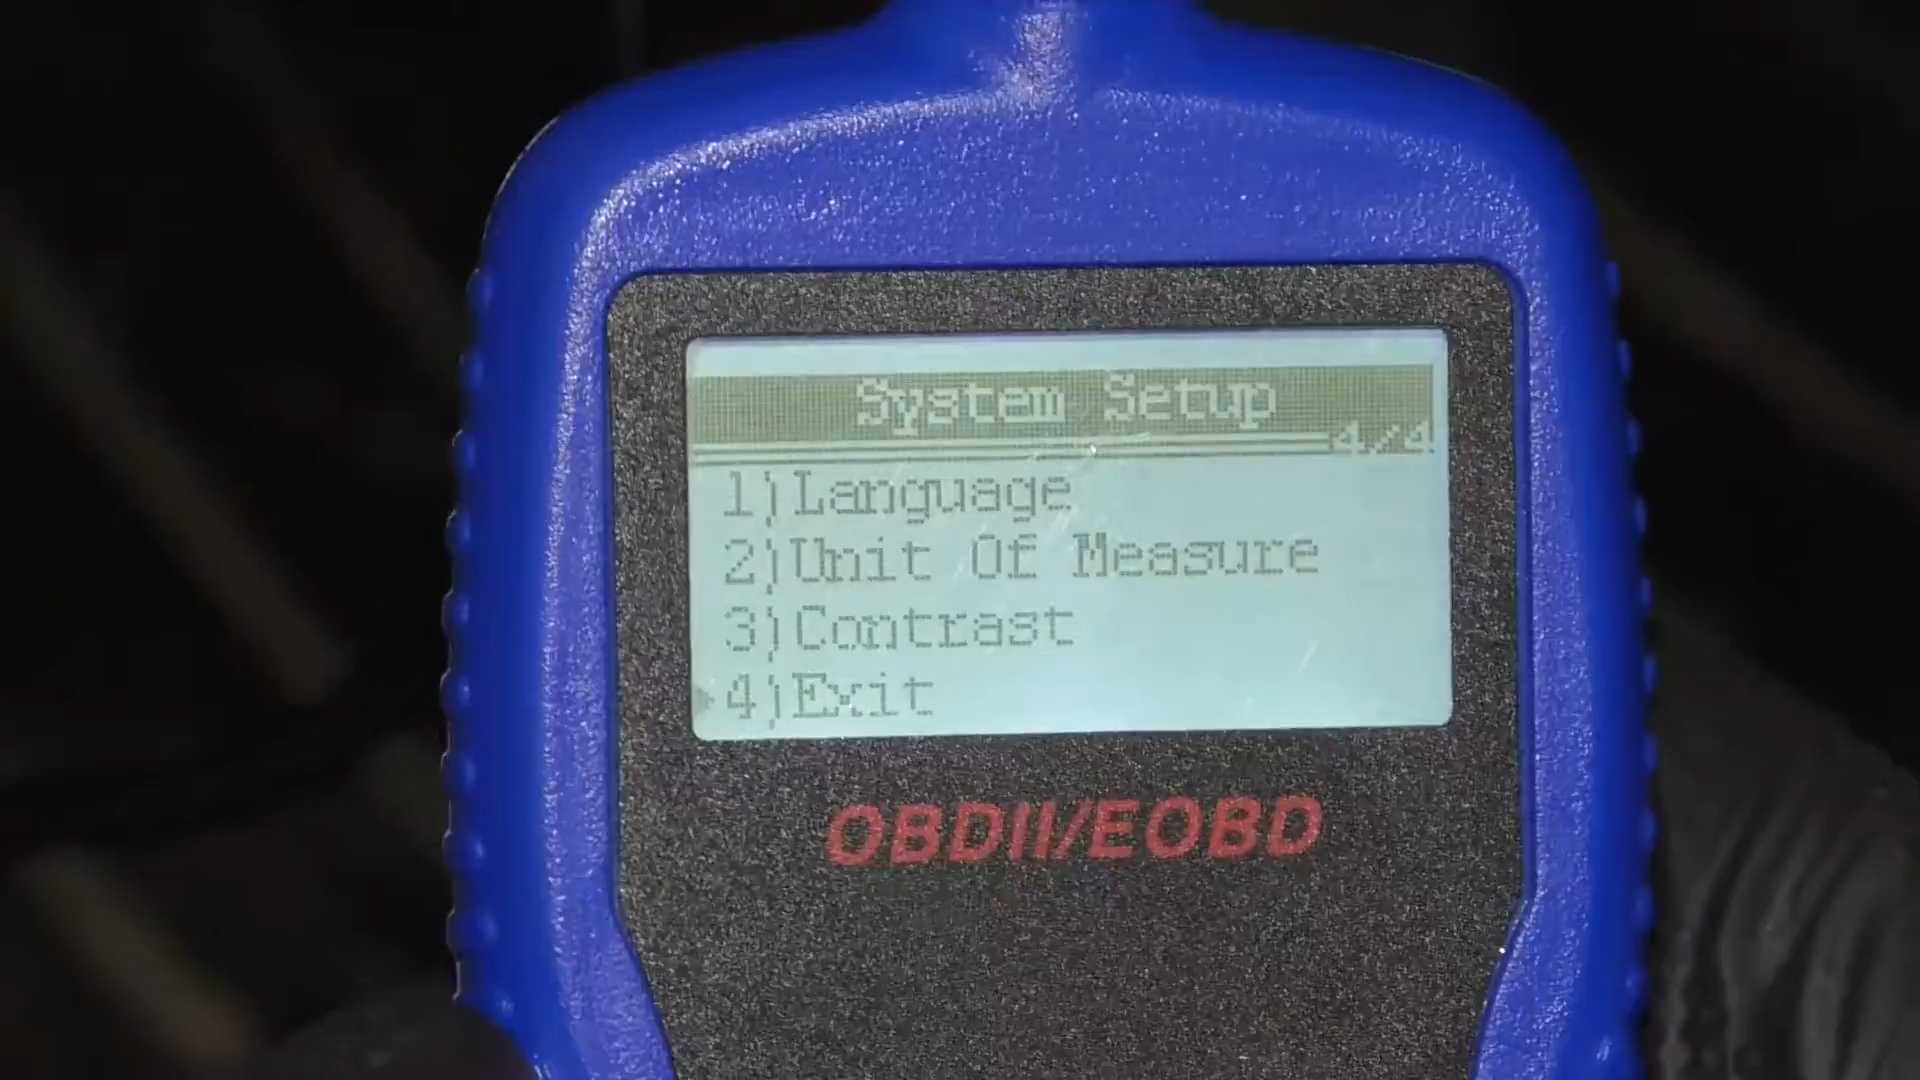 System Setup
4/4
1)Language
2)Unit Of Measure
3)Contrast
4)Exit
OBDII/EOBD